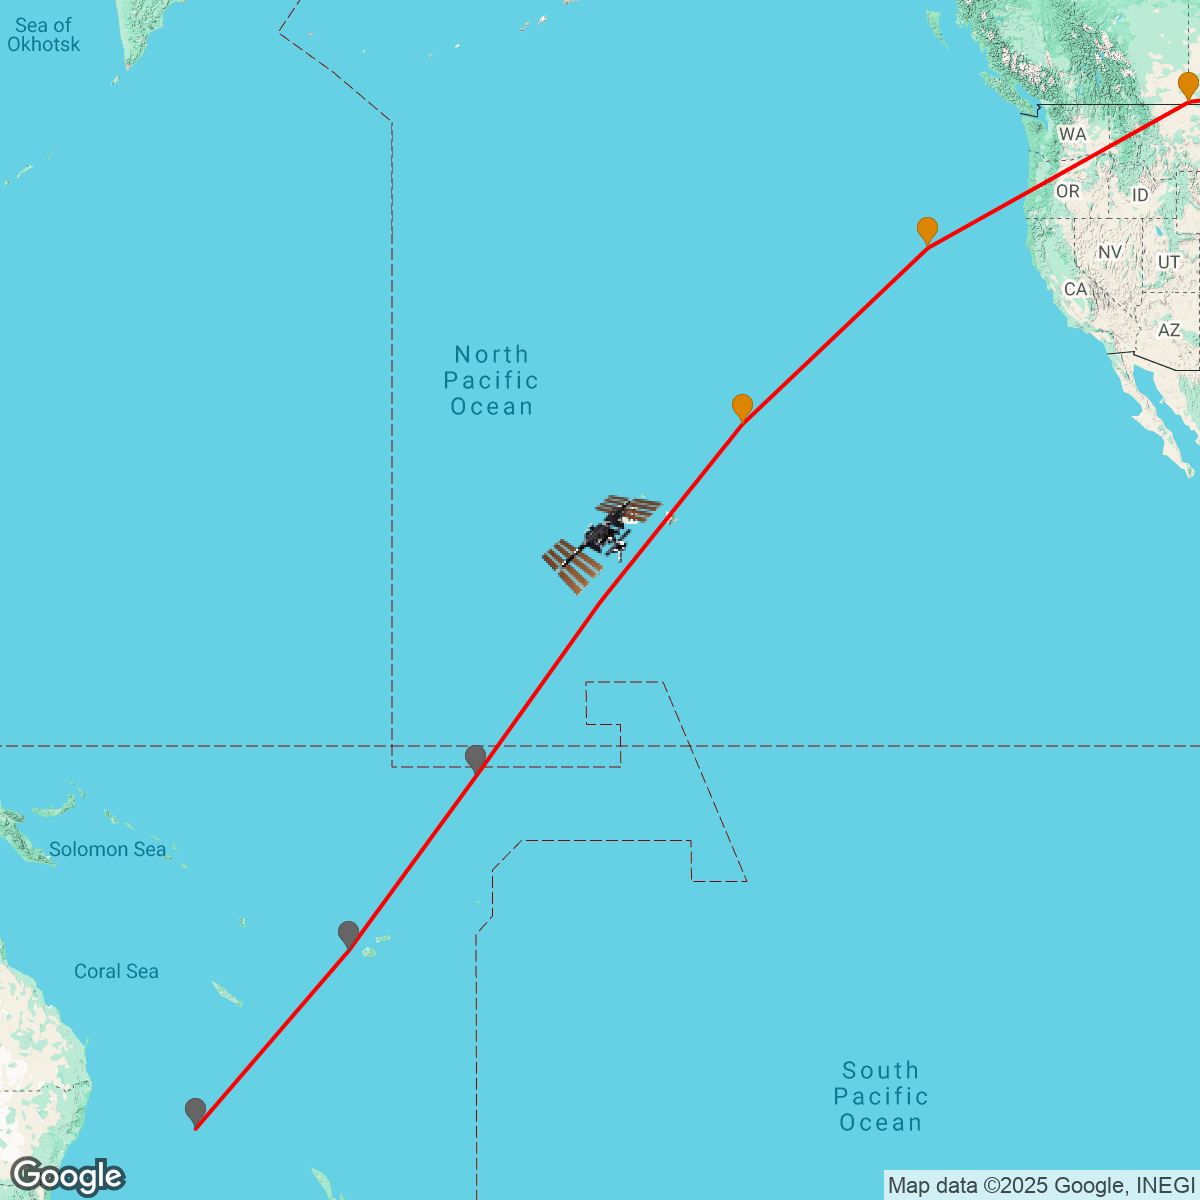 Sea of
Okhotsk
WA
OR
ID
NV
UT
CA
AZ
North
Pacific
Ocean
Solomon Sea
Coral Sea
South
Pacific
Ocean
Google
Map data ©2025 Google, INEGI